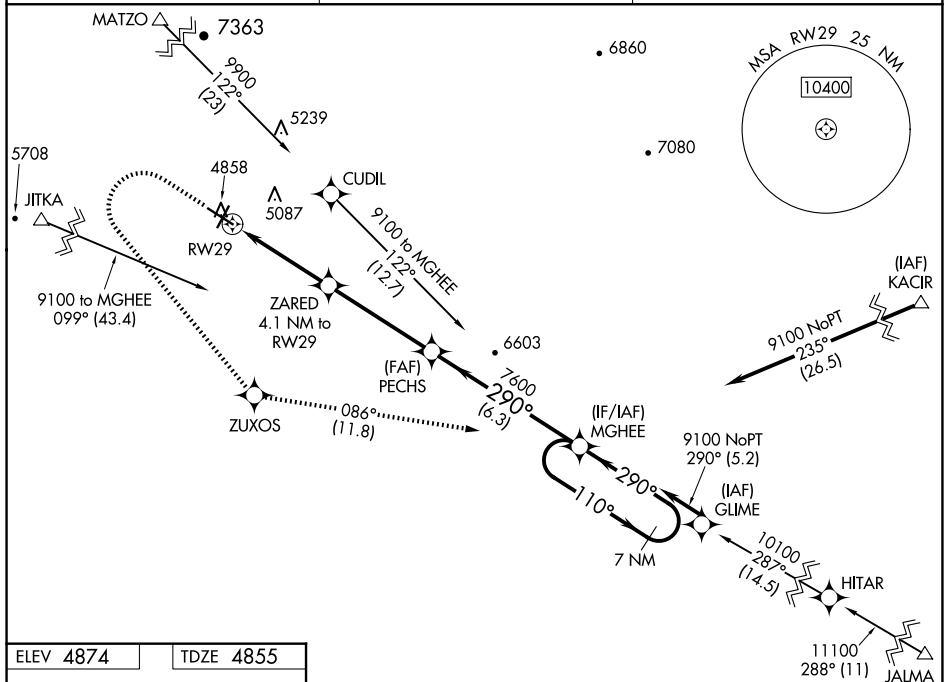 MATZO
7363
9900
122°
(23)
5239
6860
7080
MSA RW29 25 NM
10400
5708
JITKA
4858
5087
CUDIL
RW29
9100 to MGHEE
122°
(12.7)
9100 to MGHEE
099° (43.4)
ZARED
4.1 NM to
RW29
(IAF)
KACIR
9100 NoPT
235°
(26.5)
(FAF)
PECHS
6603
7600
290°
(6.3)
ZUXOS
086°
(11.8)
(IF/IAF)
MGHEE
9100 NoPT
290° (5.2)
290°
110°
7 NM
(IAF)
GLIME
10100
287°
(14.5)
HITAR
11100
288° (11)
JALMA
ELEV 4874
TDZE 4855